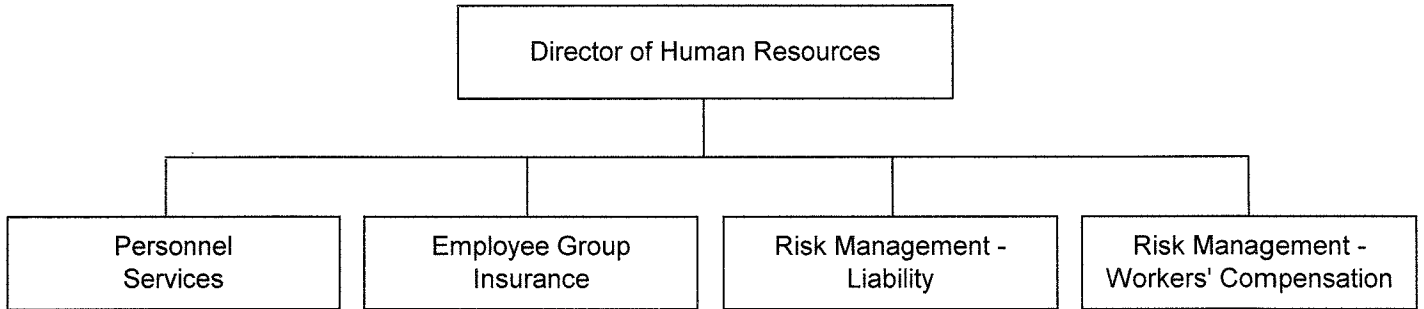 Director of Human Resources
Personnel
Services
Employee Group
Insurance
Risk Management -
Liability
Risk Management -
Workers' Compensation